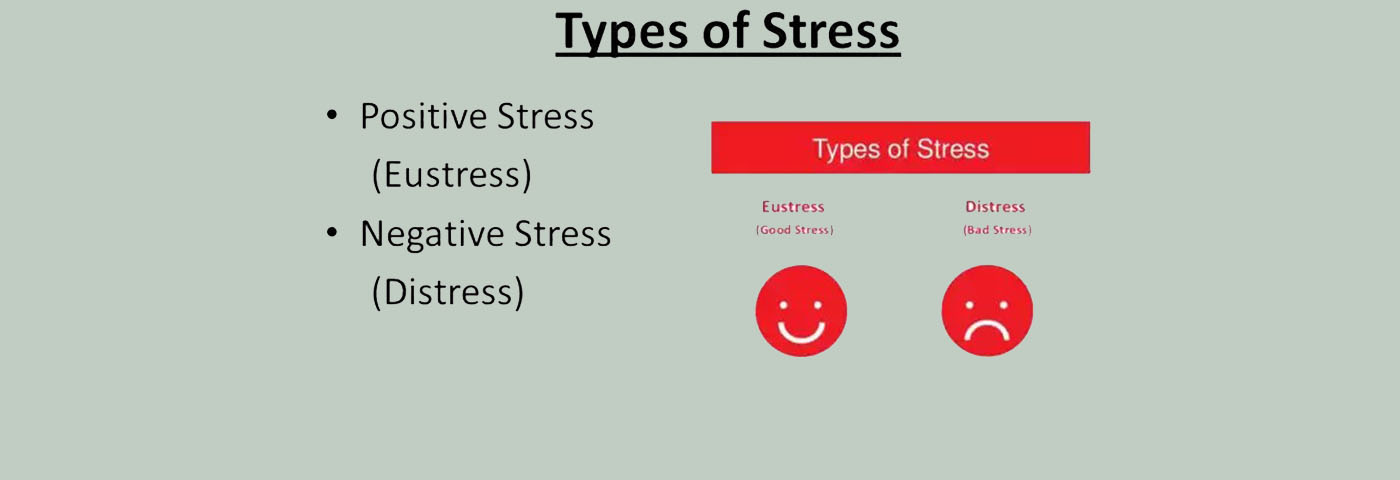 Types of Stress
• Positive Stress
(Eustress)
• Negative Stress
(Distress)
Types of Stress
Eustress
(Good Stress)
Distress
(Bad Stress)